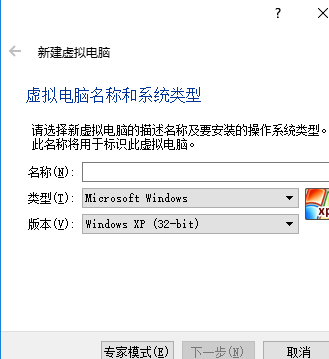 ?
新建虚拟电脑
虚拟电脑名称和系统类型
请选择新虚拟电脑的描述名称及要安装的操作系统类型。
此名称将用于标识此虚拟电脑。
名称(N):
类型(T): Microsoft Windows
xp
版本(V): Windows XP (32-bit)
专家模式(E) 下一步(N) 取消